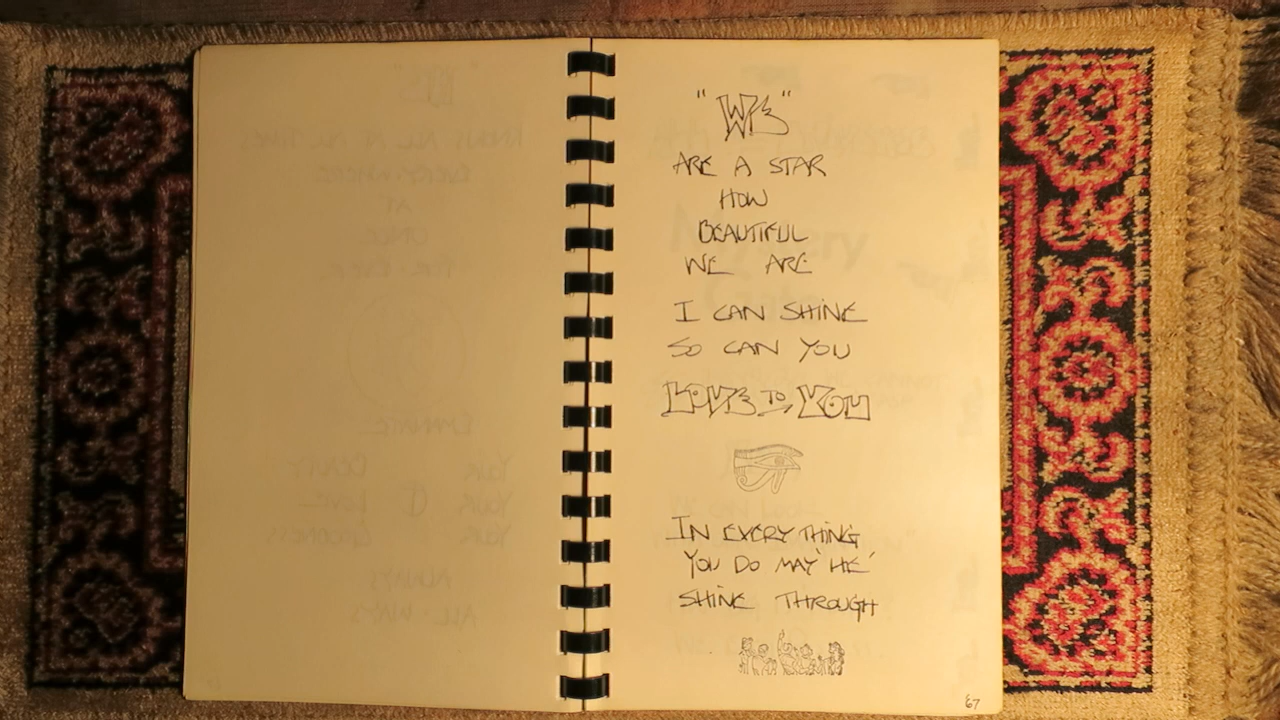 "WE"
ARE A STAR
HOW
BEAUTIFUL
WE ARE
I CAN SHINE
SO CAN YOU
LOVE TO YOU
IN EVERYTHING
YOU DO MAY 'HE'
SHINE THROUGH
67